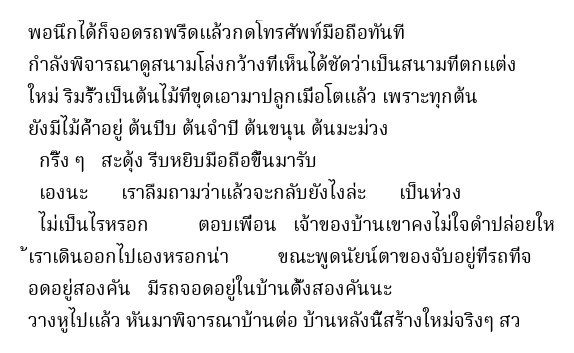 พอนึกได้ก็จอดรถพรืดแล้วกดโทรศัพท์มือถือทันที
กำลังพิจารณาดูสนามโล่งกว้างที่เห็นได้ชัดว่าเป็นสนามที่ตกแต่ง
ใหม่ ริมรั้วเป็นต้นไม้ที่ขุดเอามาปลูกเมื่อโตแล้ว เพราะทุกต้น
ยังมีไม้ค้ำอยู่ ต้นปีบ ต้นจำปี ต้นขนุน ต้นมะม่วง
กริ๊ง ๆ สะดุ้ง รีบหยิบมือถือขึ้นมารับ
เองนะ เราลืมถามว่าแล้วจะกลับยังไงล่ะ เป็นห่วง
ไม่เป็นไรหรอก ตอบเพื่อน เจ้าของบ้านเขาคงไม่ใจดำปล่อยให
้เราเดินออกไปเองหรอกน่า ขณะพูดนัยน์ตาของจับอยู่ที่รถที่จ
อดอยู่สองคัน มีรถจอดอยู่ในบ้านตั้งสองคันนะ
วางหูไปแล้ว หันมาพิจารณาบ้านต่อ บ้านหลังนี้สร้างใหม่จริงๆ สว